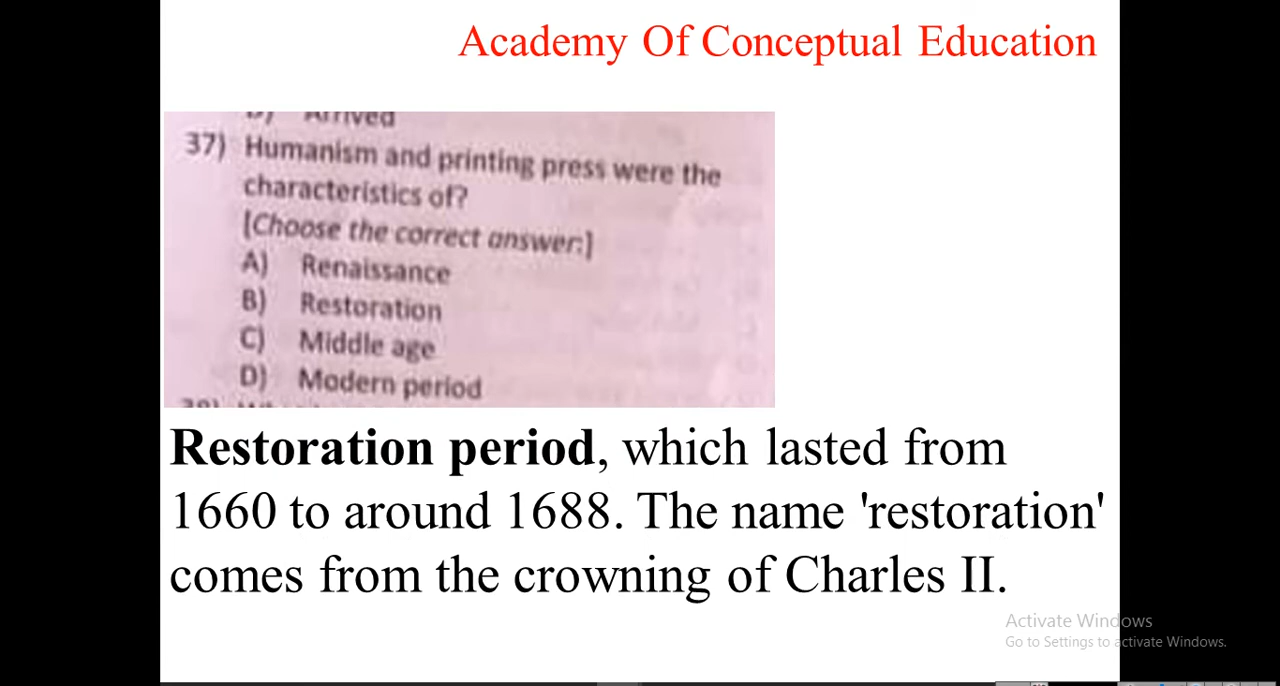 Academy Of Conceptual Education
Arrived
37) Humanism and printing press were the
characteristics of?
[Choose the correct answer:]
A) Renaissance
B) Restoration
C) Middle age
D) Modern period
Restoration period, which lasted from
1660 to around 1688. The name 'restoration'
comes from the crowning of Charles II.
Activate Windows
Go to Settings to activate Windows.